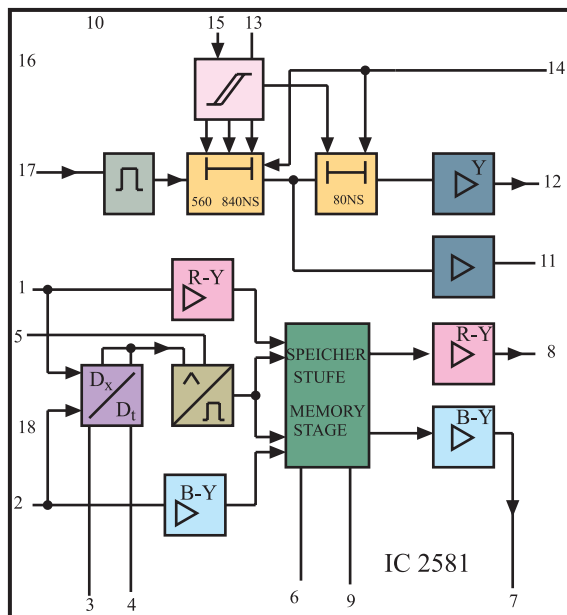 10
15
13
16
14
17
560 840NS
80NS
Y
12
11
1
R-Y
5
SPEICHER
STUFE
MEMORY
STAGE
R-Y
8
Dx
Dt
18
B-Y
2
B-Y
IC 2581
3
4
6
9
7